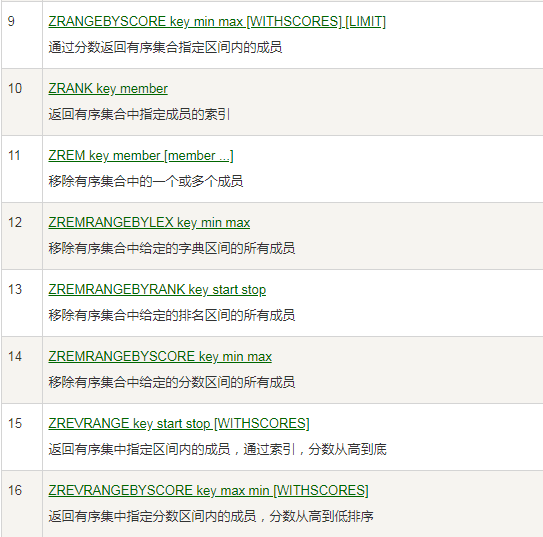 9
ZRANGEBYSCORE key min max [WITHSCORES] [LIMIT]
通过分数返回有序集合指定区间内的成员
10
ZRANK key member
返回有序集合中指定成员的索引
11
ZREM key member [member ...]
移除有序集合中的一个或多个成员
12
ZREMRANGEBYLEX key min max
移除有序集合中给定的字典区间的所有成员
13
ZREMRANGEBYRANK key start stop
移除有序集合中给定的排名区间的所有成员
14
ZREMRANGEBYSCORE key min max
移除有序集合中给定的分数区间的所有成员
15
ZREVRANGE key start stop [WITHSCORES]
返回有序集中指定区间内的成员，通过索引，分数从高到底
16
ZREVRANGEBYSCORE key max min [WITHSCORES]
返回有序集中指定分数区间内的成员，分数从高到低排序